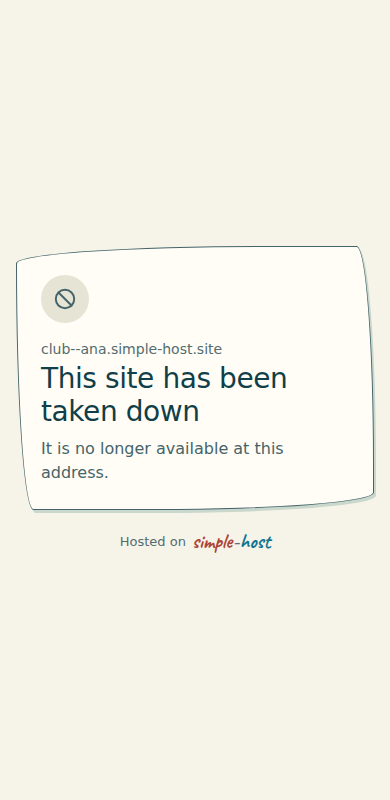 club--ana.simple-host.site
This site has been
taken down
It is no longer available at this
address.
Hosted on simple-host